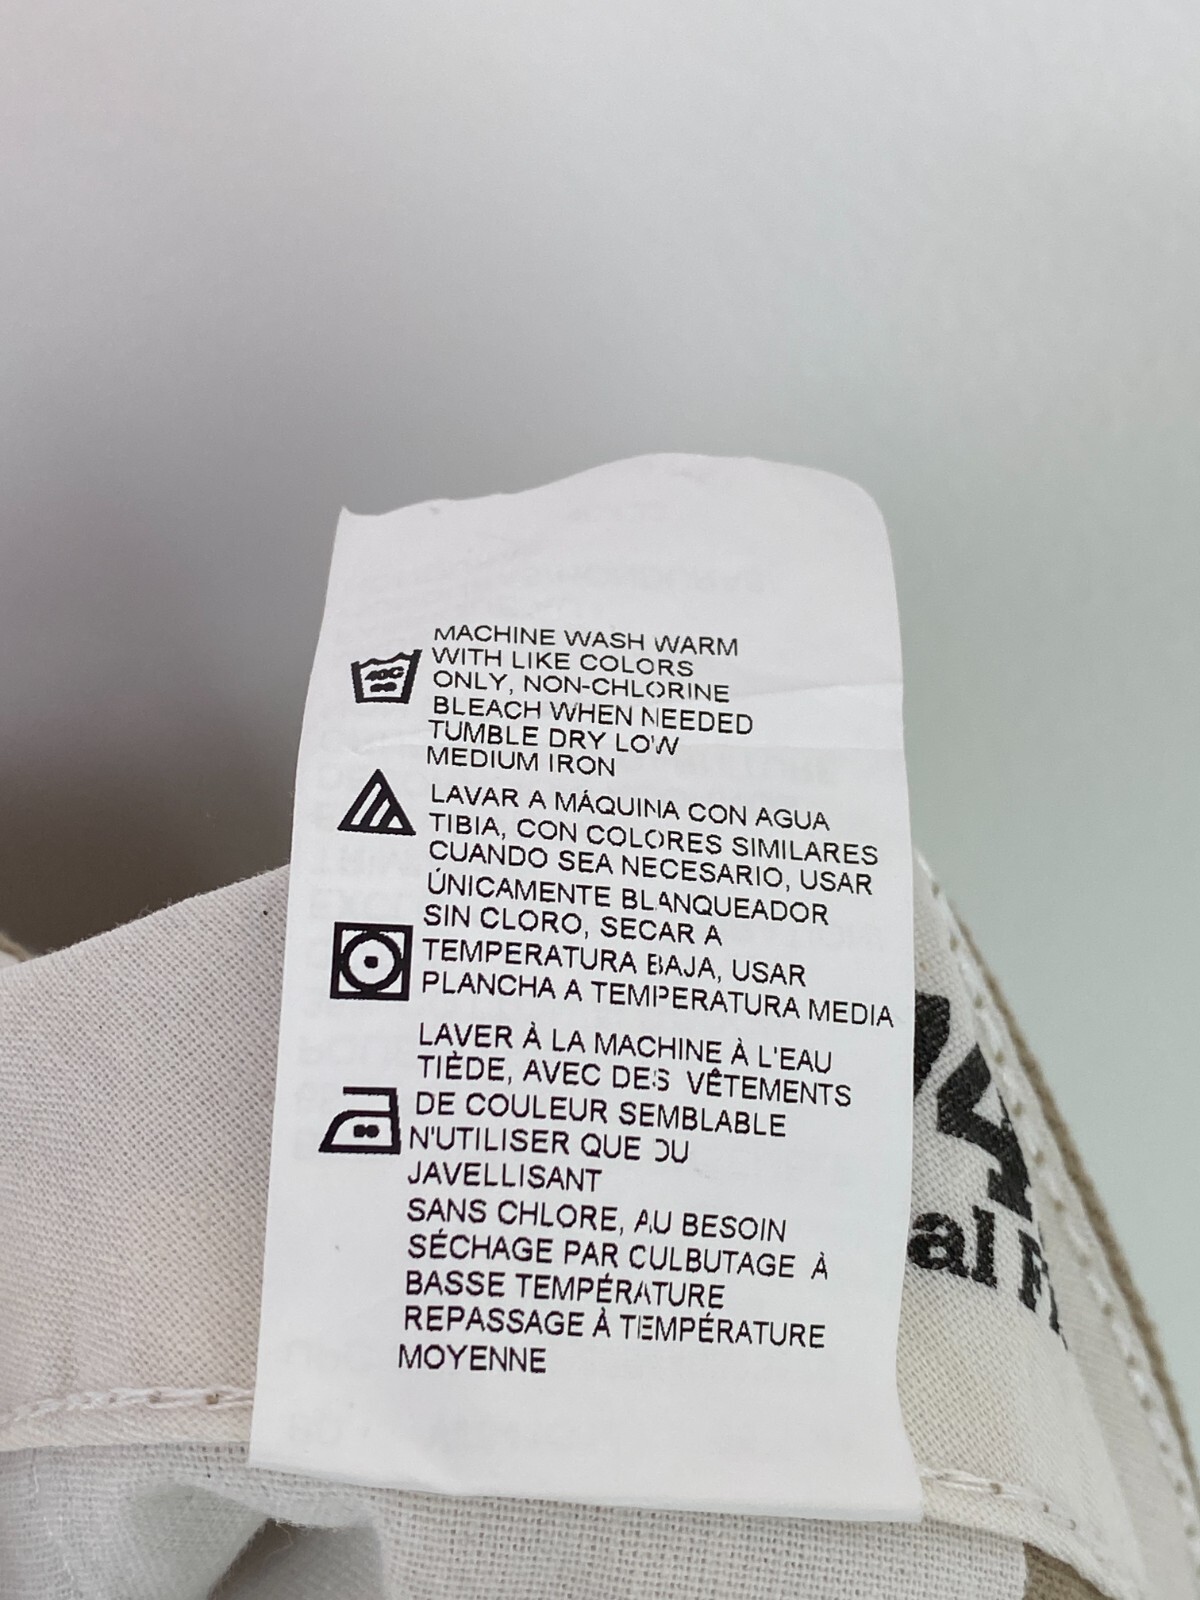 MACHINE WASH WARM
WITH LIKE COLORS
ONLY, NON-CHLORINE
BLEACH WHEN NEEDED
TUMBLE DRY LOW
MEDIUM IRON
40C
LAVAR A MÁQUINA CON AGUA
TIBIA, CON COLORES SIMILARES
CUANDO SEA NECESARIO, USAR
ÚNICAMENTE BLANQUEADOR
SIN CLORO, SECAR A
TEMPERATURA BAJA, USAR
PLANCHA A TEMPERATURA MEDIA
LAVER À LA MACHINE À L'EAU
TIÈDE, AVEC DES VÊTEMENTS
DE COULEUR SEMBLABLE
N'UTILISER QUE DU
JAVELLISANT
SANS CHLORE, AU BESOIN
SÉCHAGE PAR CULBUTAGE À
BASSE TEMPÉRATURE
REPASSAGE À TEMPÉRATURE
MOYENNE
al